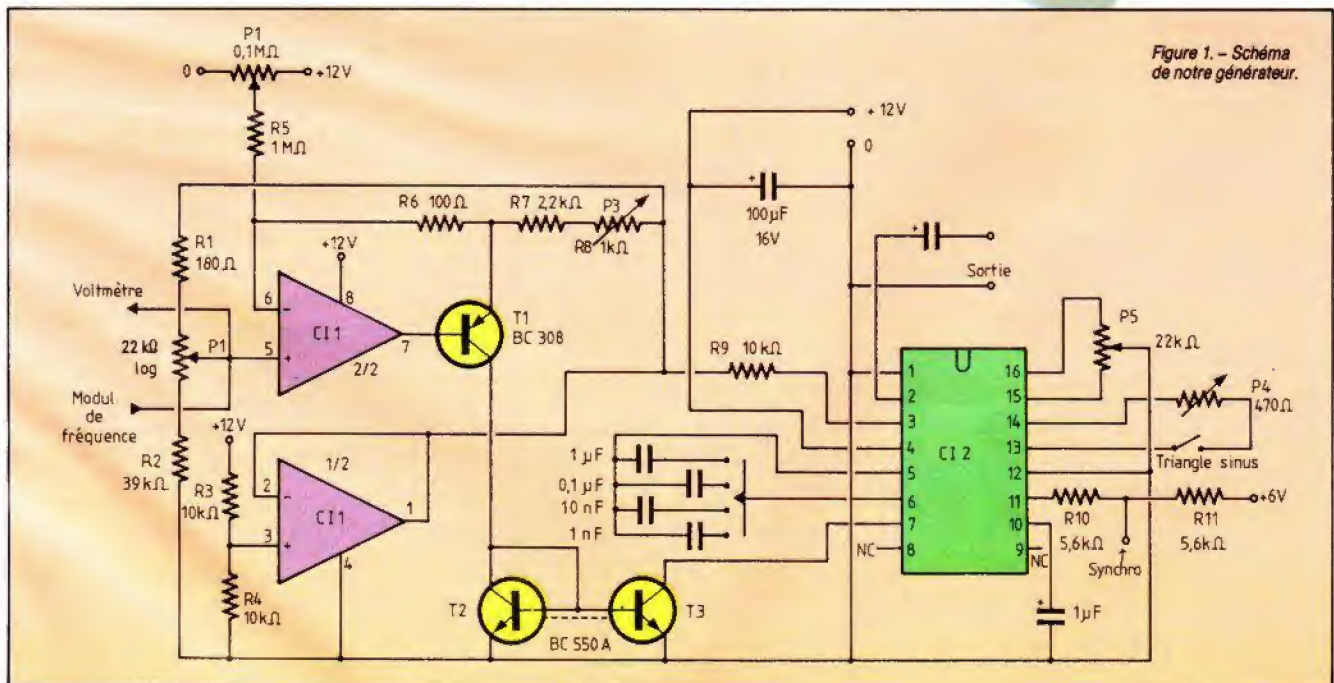 P1
0,1MΩ
0
+12V
Figure 1. – Schéma
de notre générateur.
R5
1 MΩ
+ 12V
0
R6 100Ω
R7 2,2kΩ
P3
R8 1kΩ
+
100µF
16V
+
Sortie
R1
180Ω
+12V
Voltmètre
6
−
8
CI 1
7
5
+
2/2
T1
BC 308
22 kΩ
log
P1
Modul
de
fréquence
R9 10kΩ
P5
22kΩ
P4
470Ω
1
2
3
4
5
6
7
8
CI 2
16
15
14
13
12
11
10
9
NC
NC
Triangle sinus
R2
39kΩ
+12V
R3
10kΩ
1/2
2
−
CI 1
1
3
+
4
R4
10kΩ
1 µF
0,1 µF
10 nF
1 nF
R10
5,6kΩ
R11
5,6kΩ
+6V
Synchro
+
1µF
T2
T3
BC 550 A